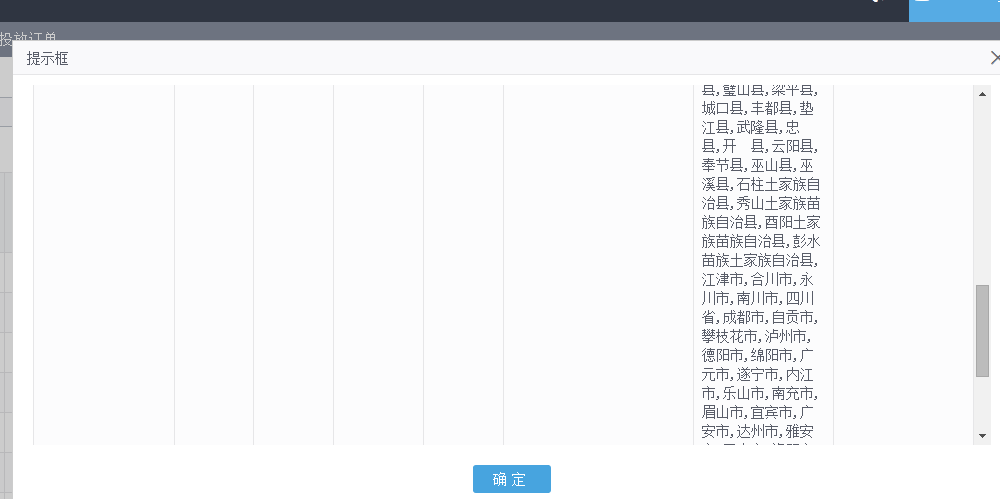 投放订单
提示框
县,璧山县,梁平县,
城口县,丰都县,垫
江县,武隆县,忠
县,开　县,云阳县,
奉节县,巫山县,巫
溪县,石柱土家族自
治县,秀山土家族苗
族自治县,酉阳土家
族苗族自治县,彭水
苗族土家族自治县,
江津市,合川市,永
川市,南川市,四川
省,成都市,自贡市,
攀枝花市,泸州市,
德阳市,绵阳市,广
元市,遂宁市,内江
市,乐山市,南充市,
眉山市,宜宾市,广
安市,达州市,雅安
确 定